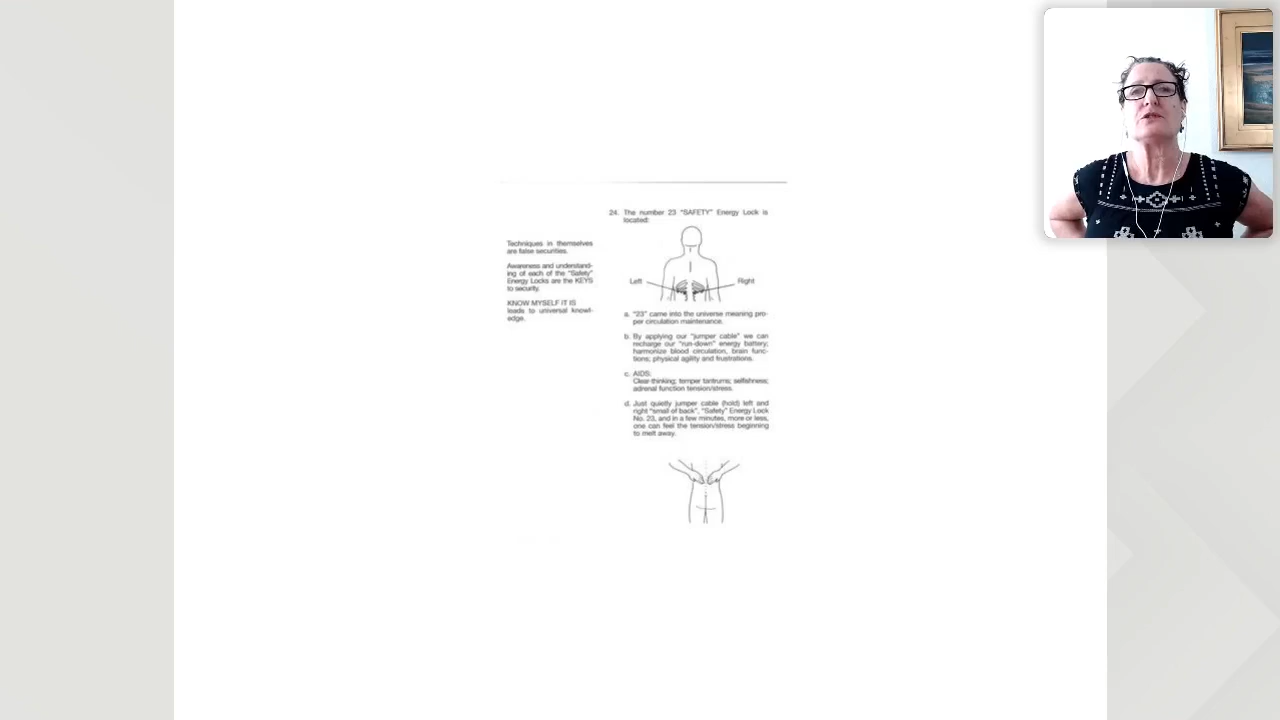 24. The number 23 "SAFETY" Energy Lock is
located:
Techniques in themselves
are false securities.
Awareness and understand-
ing of each of the "Safety"
Energy Locks are the KEYS
to security.
KNOW MYSELF IT IS
leads to universal knowl-
edge.
Left
Right
a. "23" came into the universe meaning pro-
per circulation maintenance.
b. By applying our "jumper cable" we can
recharge our "run-down" energy battery;
harmonize blood circulation, brain func-
tions; physical agility and frustrations.
c. AIDS:
Clear thinking; temper tantrums; selfishness;
adrenal function tension/stress.
d. Just quietly jumper cable (hold) left and
right "small of back", "Safety" Energy Lock
No. 23, and in a few minutes, more or less,
one can feel the tension/stress beginning
to melt away.